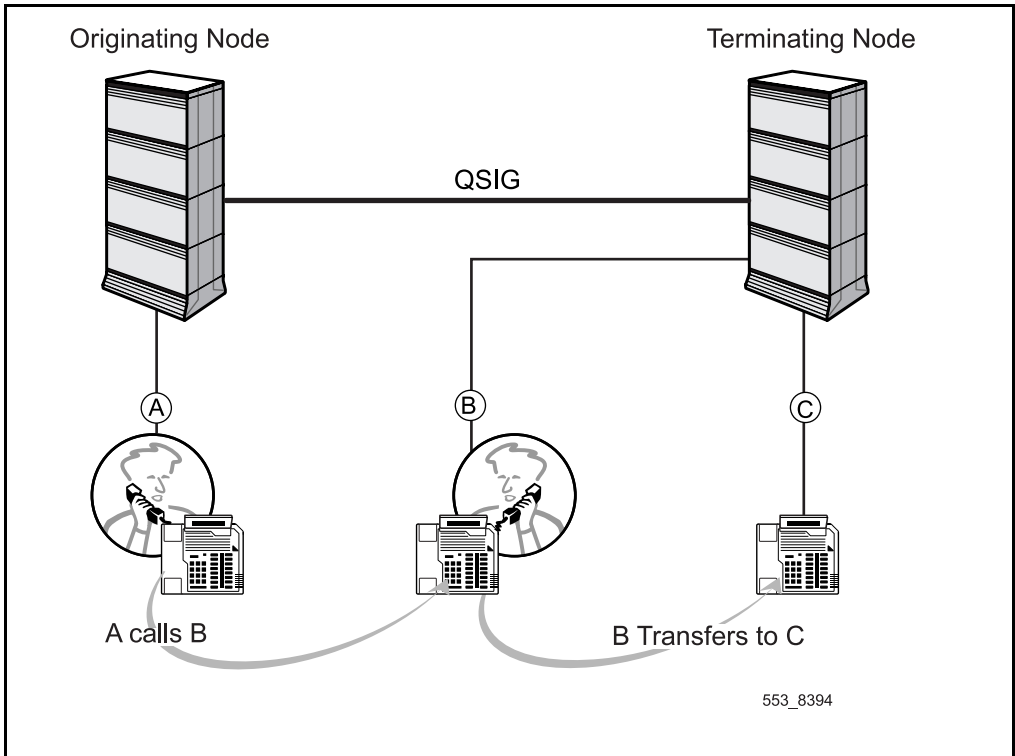 Originating Node
Terminating Node
QSIG
A
B
C
A calls B
B Transfers to C
553_8394